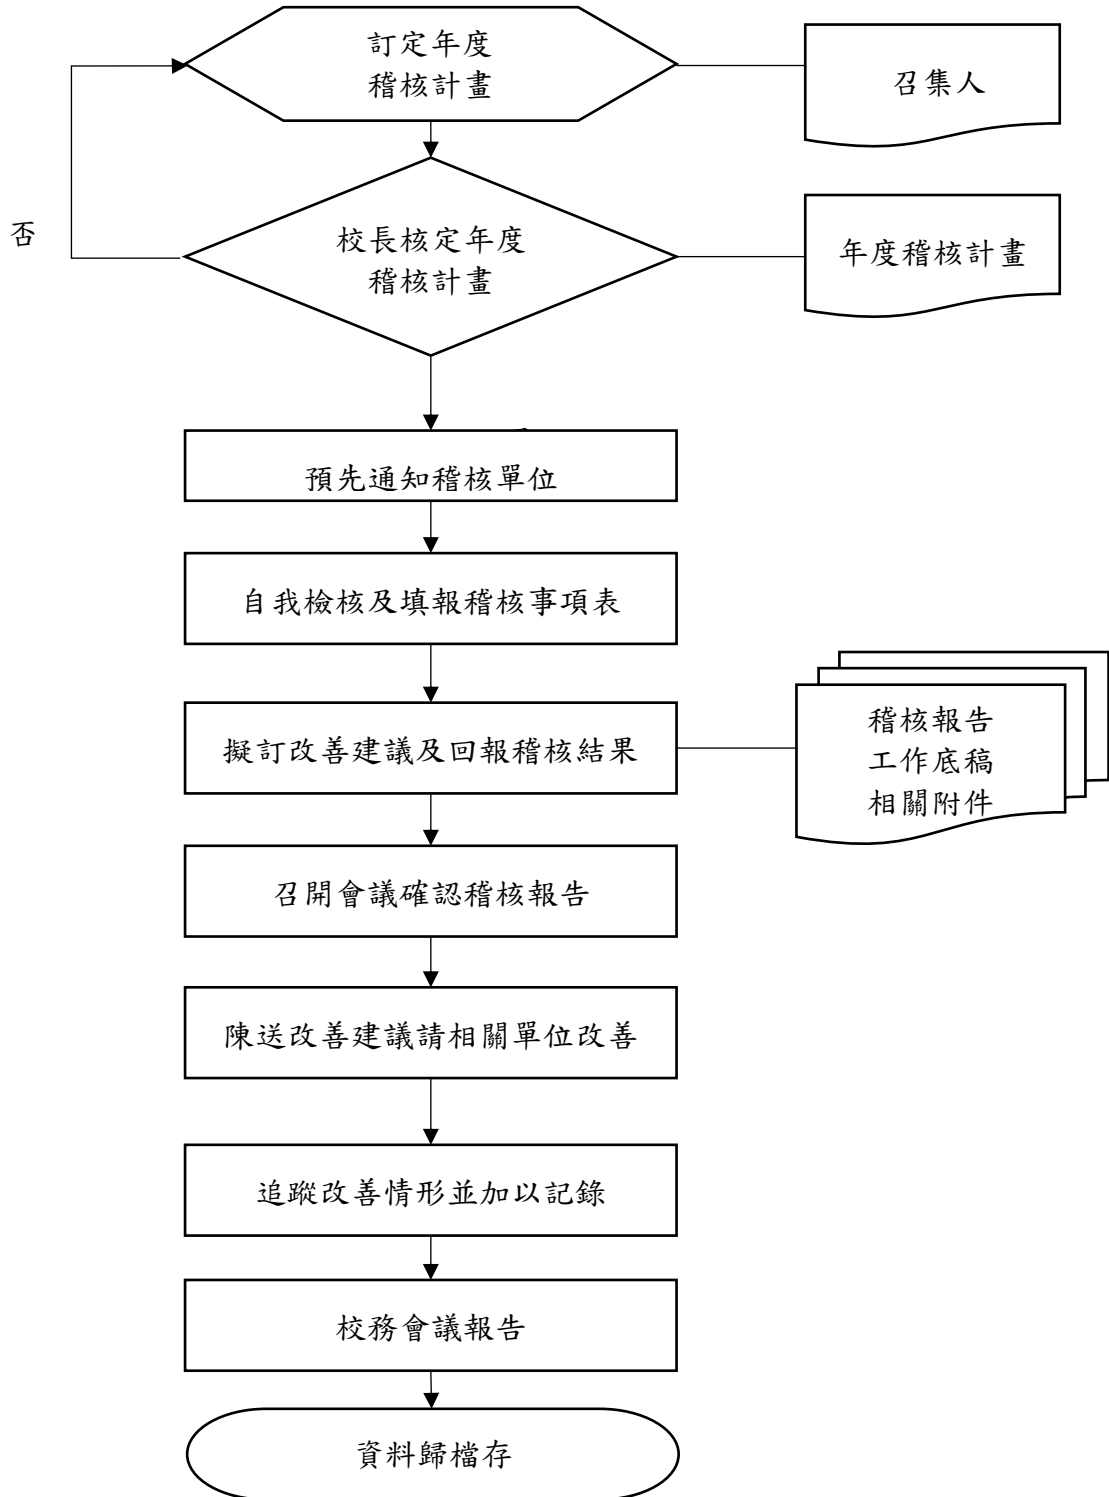 訂定年度
稽核計畫
召集人
否
校長核定年度
稽核計畫
年度稽核計畫
預先通知稽核單位
自我檢核及填報稽核事項表
擬訂改善建議及回報稽核結果
稽核報告
工作底稿
相關附件
召開會議確認稽核報告
陳送改善建議請相關單位改善
追蹤改善情形並加以記錄
校務會議報告
資料歸檔存